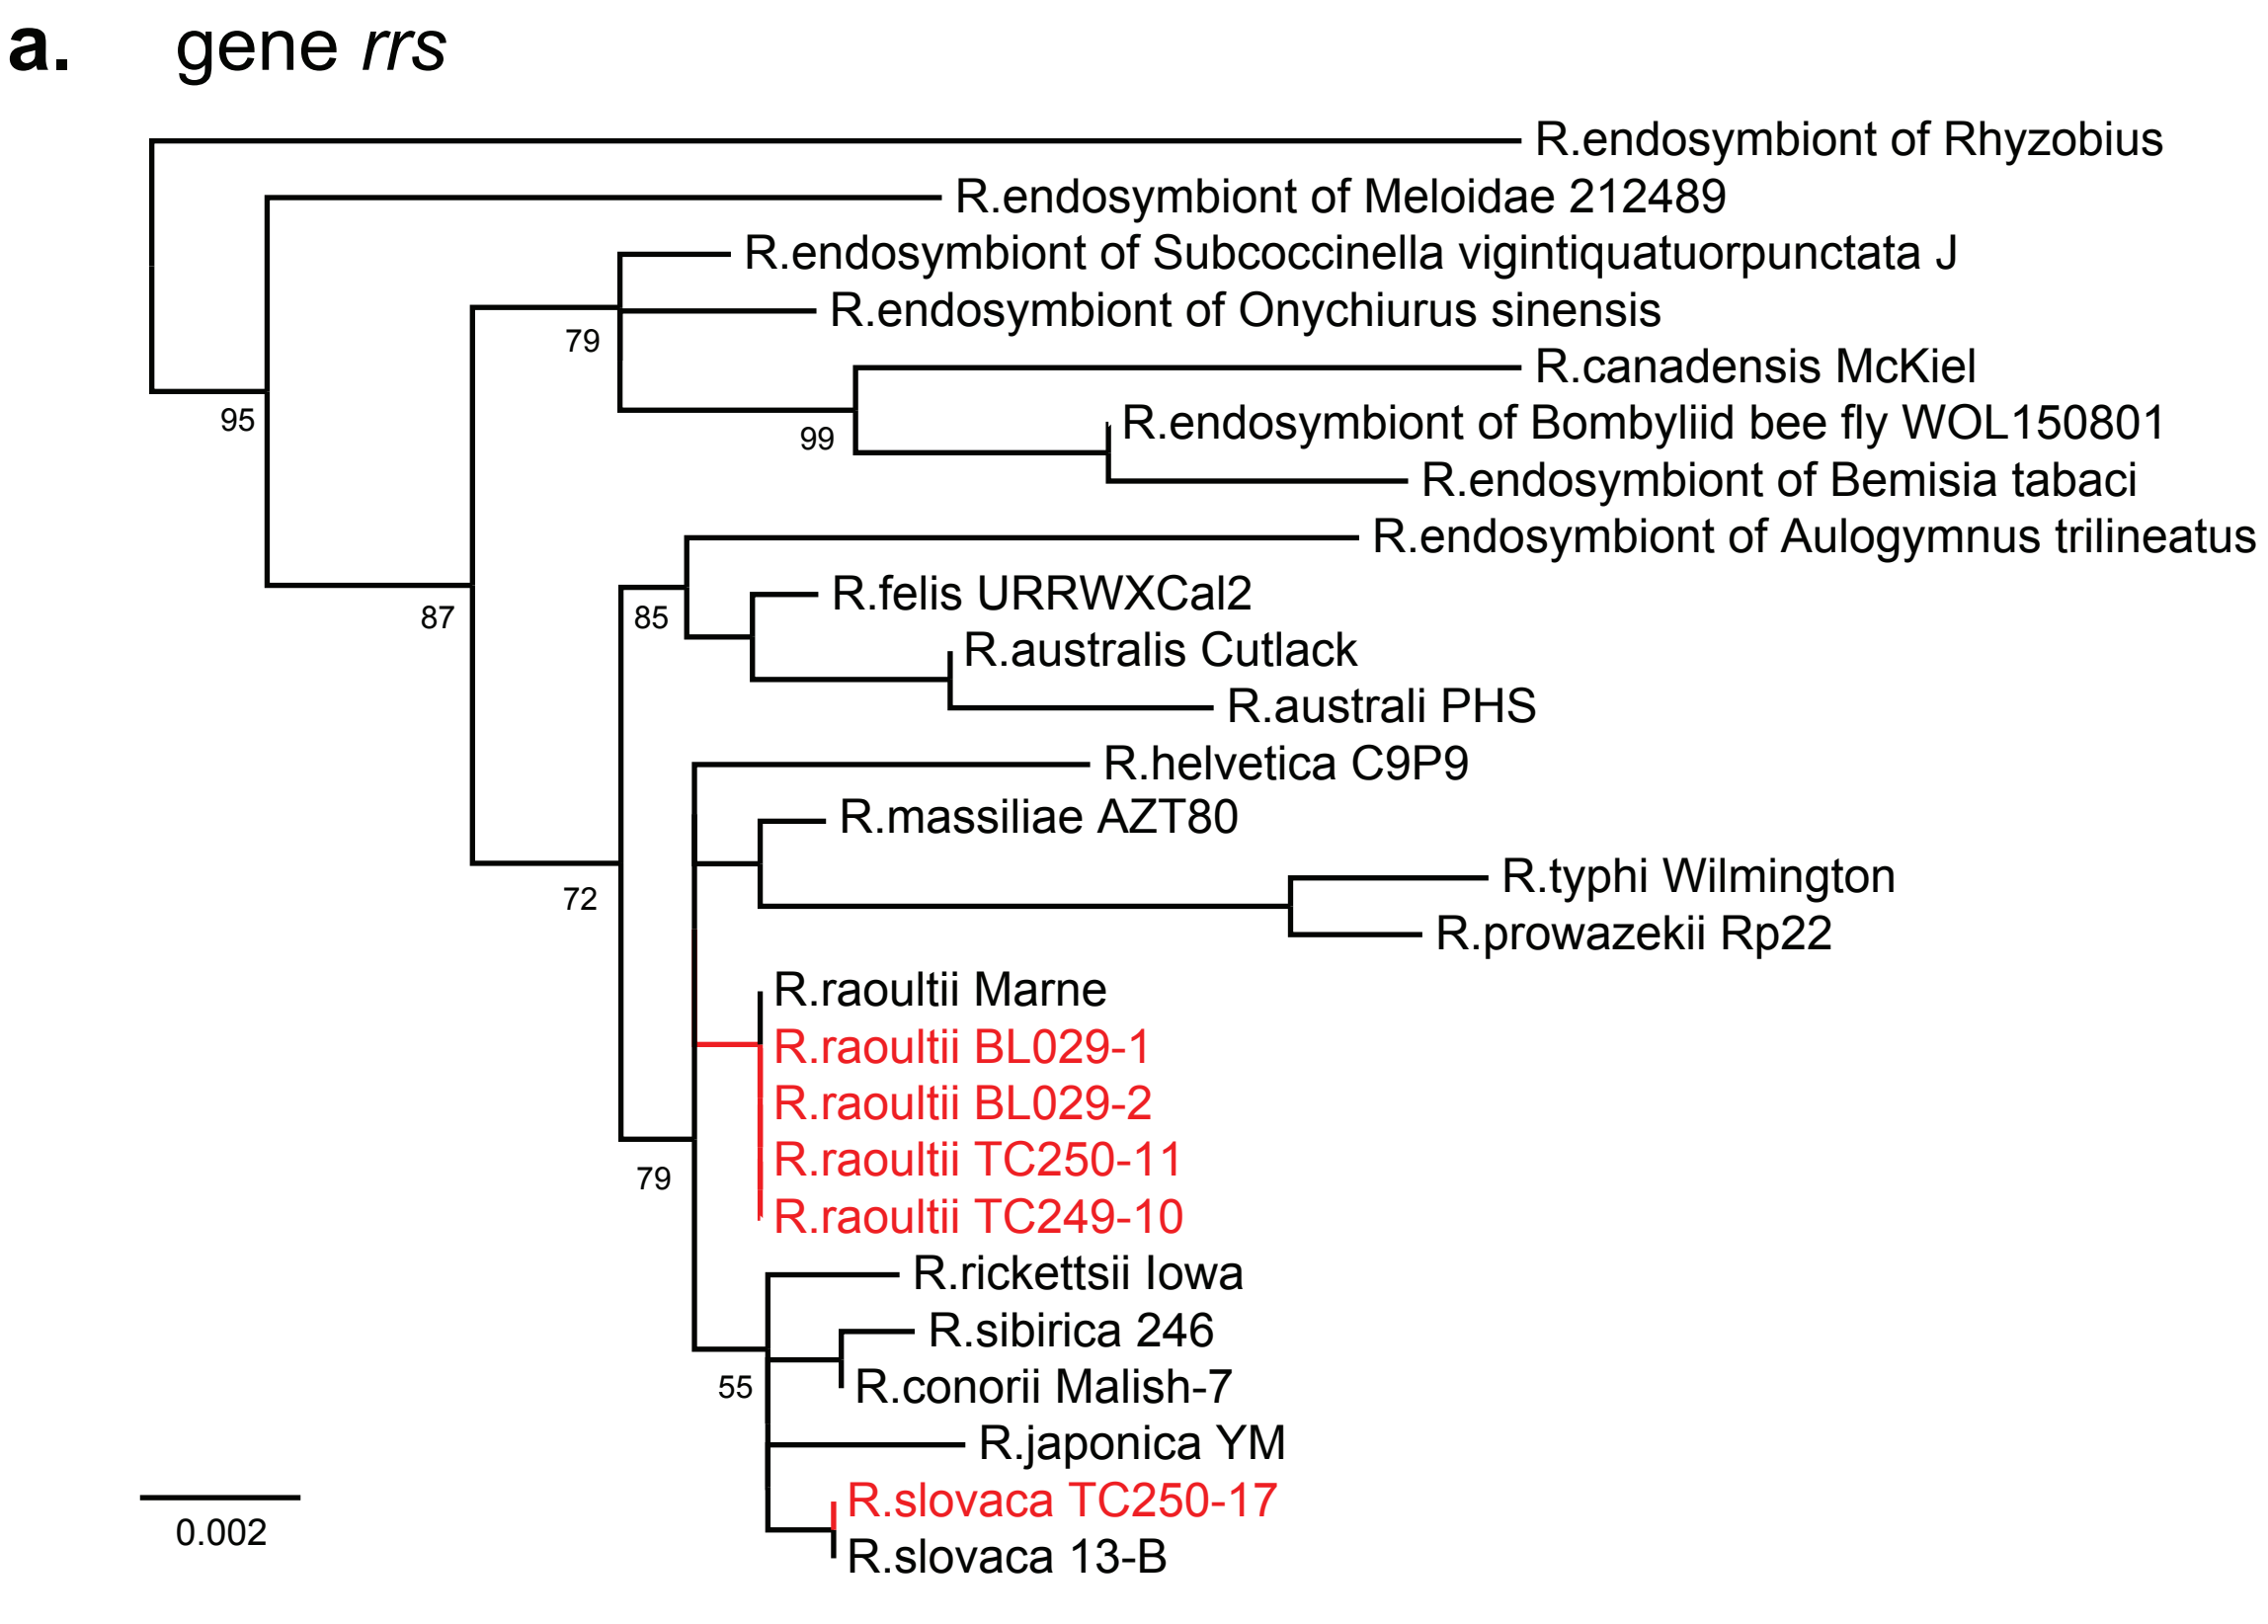 a. gene rrs
R.endosymbiont of Rhyzobius
R.endosymbiont of Meloidae 212489
R.endosymbiont of Subcoccinella vigintiquatuorpunctata J
R.endosymbiont of Onychiurus sinensis
79
R.canadensis McKiel
95
R.endosymbiont of Bombyliid bee fly WOL150801
99
R.endosymbiont of Bemisia tabaci
R.endosymbiont of Aulogymnus trilineatus
R.felis URRWXCal2
87
85
R.australis Cutlack
R.australi PHS
R.helvetica C9P9
R.massiliae AZT80
R.typhi Wilmington
72
R.prowazekii Rp22
R.raoultii Marne
R.raoultii BL029-1
R.raoultii BL029-2
R.raoultii TC250-11
79
R.raoultii TC249-10
R.rickettsii Iowa
R.sibirica 246
R.conorii Malish-7
55
R.japonica YM
R.slovaca TC250-17
0.002
R.slovaca 13-B